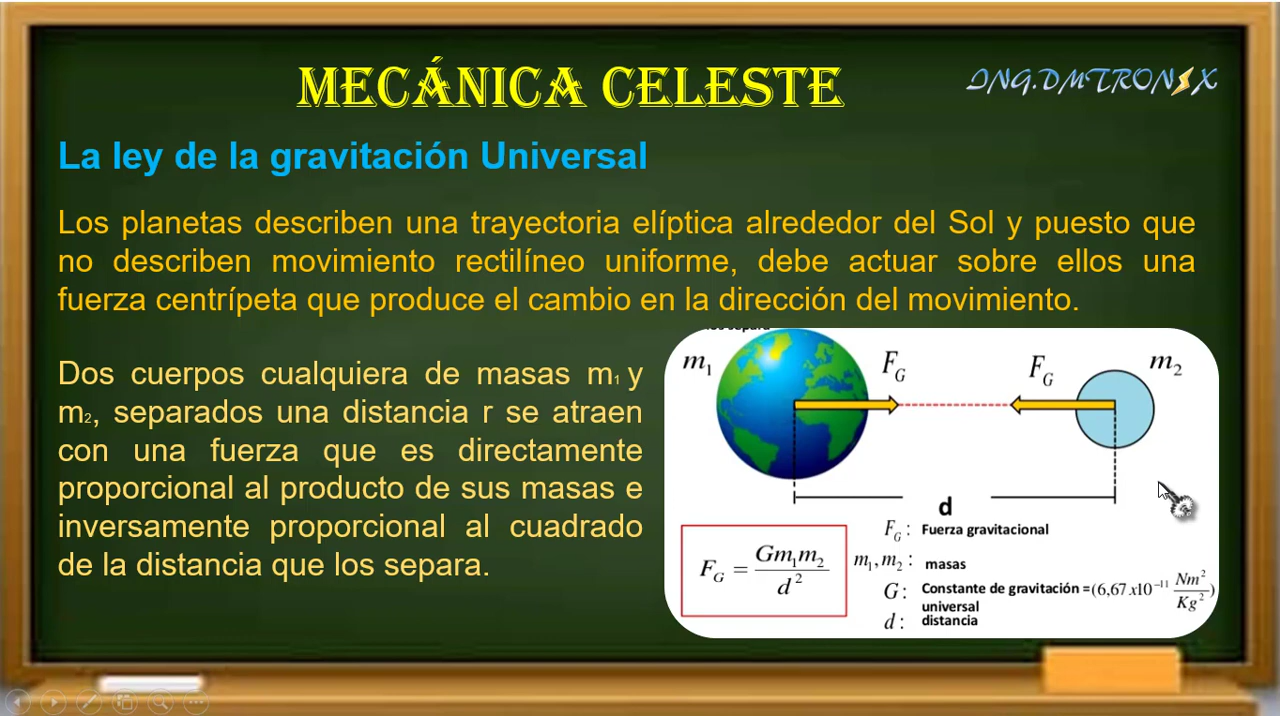 MECÁNICA CELESTE
ING.DMTRONIX
La ley de la gravitación Universal
Los planetas describen una trayectoria elíptica alrededor del Sol y puesto que
no describen movimiento rectilíneo uniforme, debe actuar sobre ellos una
fuerza centrípeta que produce el cambio en la dirección del movimiento.
Dos cuerpos cualquiera de masas m₁ y
m₂, separados una distancia r se atraen
con una fuerza que es directamente
proporcional al producto de sus masas e
inversamente proporcional al cuadrado
de la distancia que los separa.
m₁
F_G
F_G
m₂
d
F_G = Gm₁m₂ / d²
F_G : Fuerza gravitacional
m₁, m₂ : masas
G : Constante de gravitación =(6,67 x10⁻¹¹ Nm²/Kg²)
universal
d : distancia